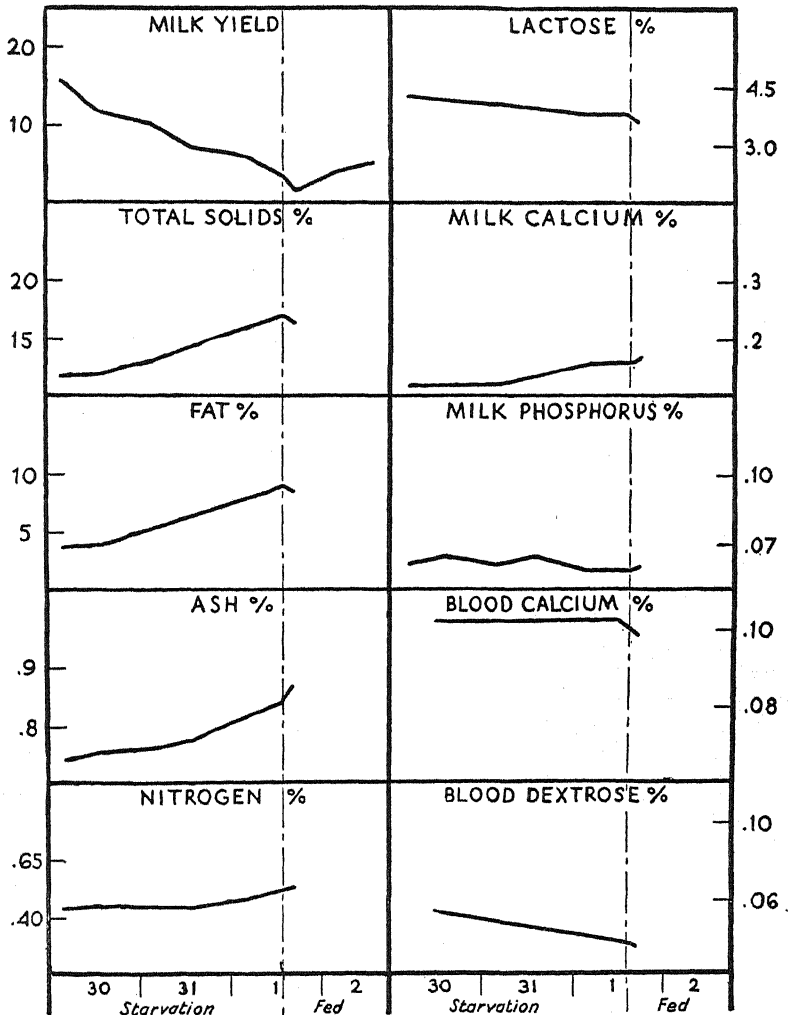 MILK YIELD
20
10
LACTOSE %
4.5
3.0
TOTAL SOLIDS %
20
15
MILK CALCIUM %
.3
.2
FAT %
10
5
MILK PHOSPHORUS %
.10
.07
ASH %
.9
.8
BLOOD CALCIUM %
.10
.08
NITROGEN %
.65
.40
BLOOD DEXTROSE %
.10
.06
30 31 1 2
Starvation Fed
30 31 1 2
Starvation Fed